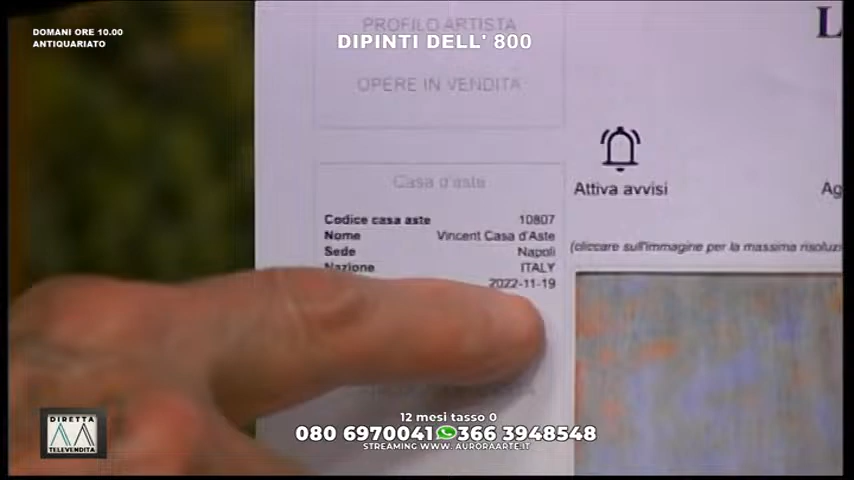 DOMANI ORE 10.00
ANTIQUARIATO
PROFILO ARTISTA
DIPINTI DELL' 800
OPERE IN VENDITA
L
Attiva avvisi
Ag
Casa d'aste
Codice casa aste 10807
Nome Vincent Casa d'Aste
Sede Napoli
Nazione ITALY
2022-11-19
(cliccare sull'immagine per la massima risoluzi
DIRETTA
TELEVENDITA
12 mesi tasso 0
080 6970041 366 3948548
STREAMING WWW. AURORAARTE.IT